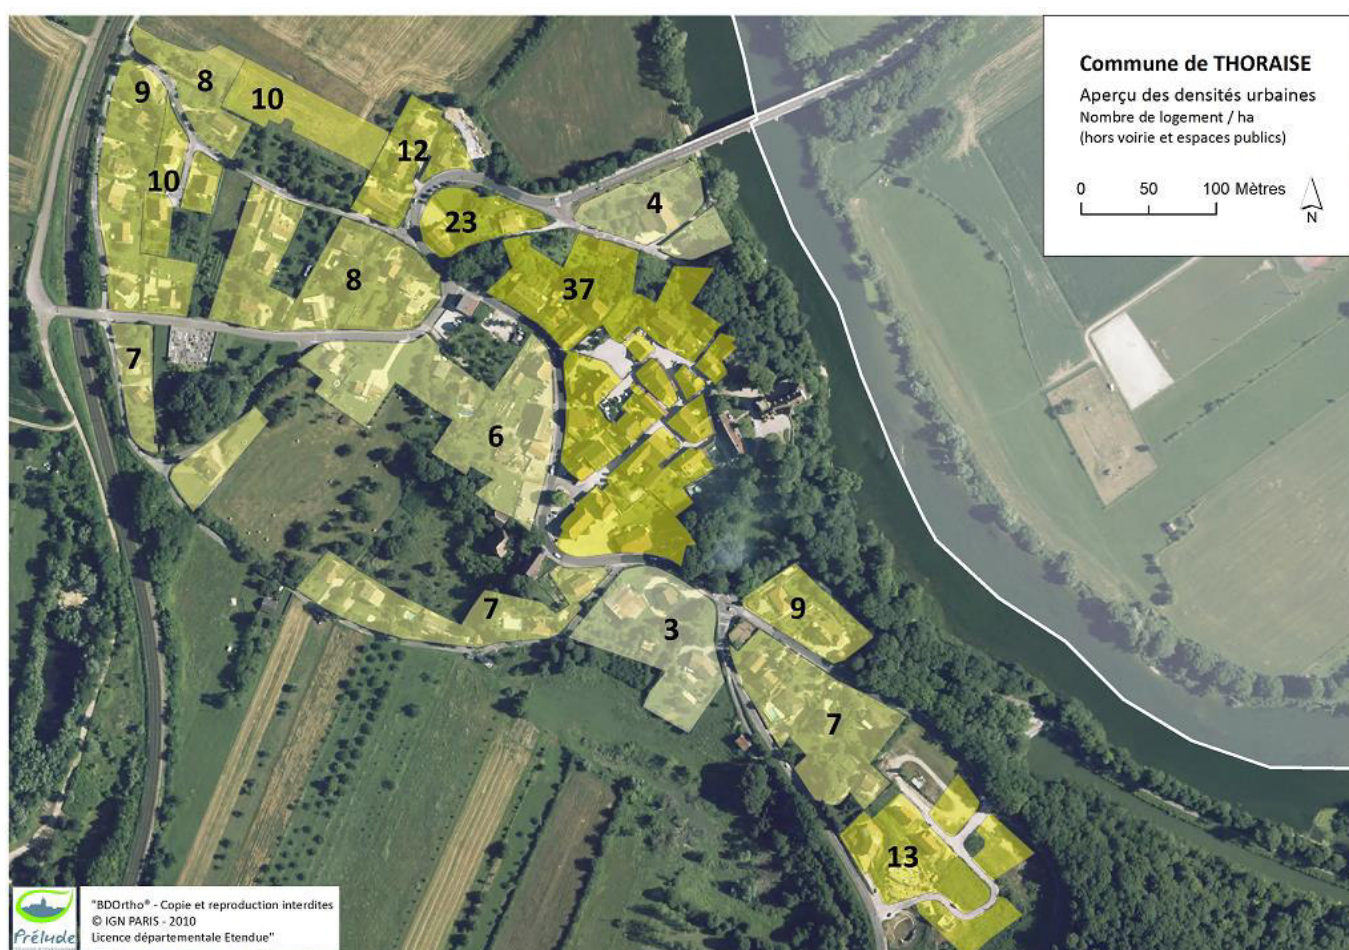 Commune de THORAISE
Aperçu des densités urbaines
Nombre de logement / ha
(hors voirie et espaces publics)
0 50 100 Mètres
N
8
9
10
12
10
4
23
8
37
7
6
7
3
9
7
13
Prélude
"BDOrtho® - Copie et reproduction interdites
© IGN PARIS - 2010
Licence départementale Etendue"